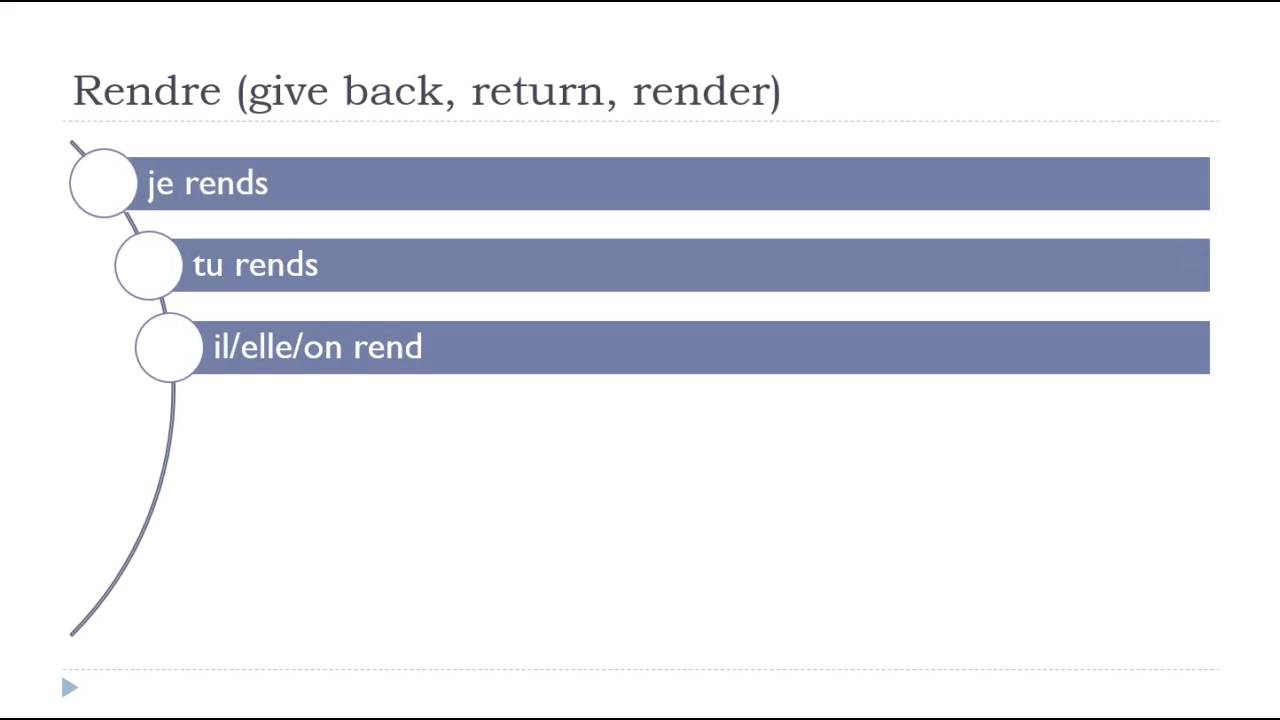 Rendre (give back, return, render)
je rends
tu rends
il/elle/on rend